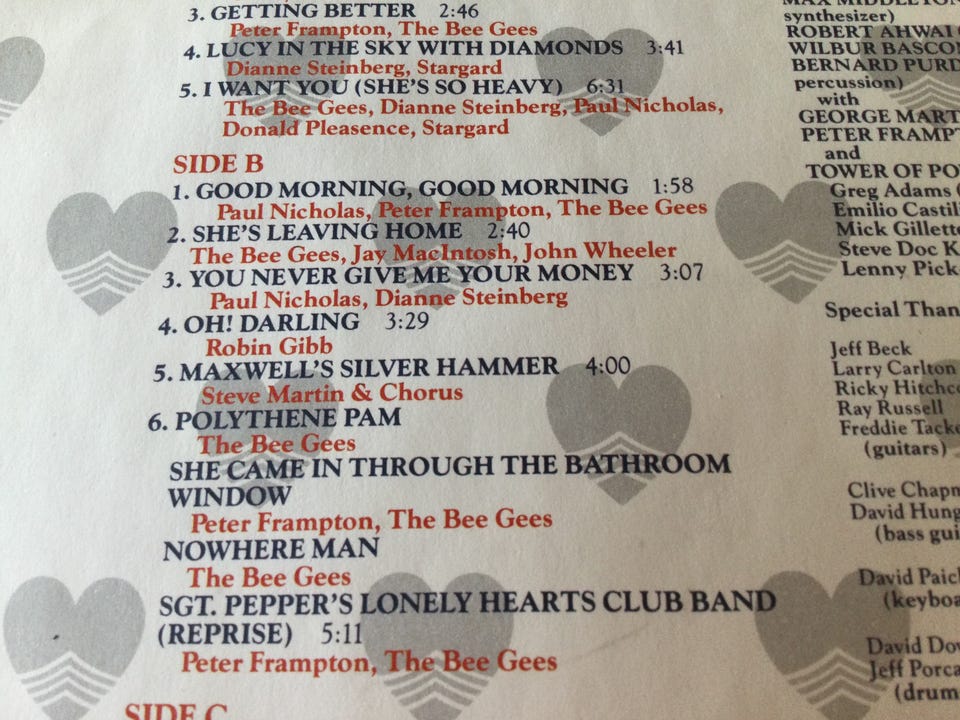 3. GETTING BETTER 2:46
Peter Frampton, The Bee Gees
4. LUCY IN THE SKY WITH DIAMONDS 3:41
Dianne Steinberg, Stargard
5. I WANT YOU (SHE'S SO HEAVY) 6:31
The Bee Gees, Dianne Steinberg, Paul Nicholas,
Donald Pleasence, Stargard
SIDE B
1. GOOD MORNING, GOOD MORNING 1:58
Paul Nicholas, Peter Frampton, The Bee Gees
2. SHE'S LEAVING HOME 2:40
The Bee Gees, Jay MacIntosh, John Wheeler
3. YOU NEVER GIVE ME YOUR MONEY 3:07
Paul Nicholas, Dianne Steinberg
4. OH! DARLING 3:29
Robin Gibb
5. MAXWELL'S SILVER HAMMER 4:00
Steve Martin & Chorus
6. POLYTHENE PAM
The Bee Gees
SHE CAME IN THROUGH THE BATHROOM
WINDOW
Peter Frampton, The Bee Gees
NOWHERE MAN
The Bee Gees
SGT. PEPPER'S LONELY HEARTS CLUB BAND
(REPRISE) 5:11
Peter Frampton, The Bee Gees
SIDE C
MAX MIDDLETON
synthesizer)
ROBERT AHWAI
WILBUR BASCO
BERNARD PURD
percussion)
with
GEORGE MART
PETER FRAMPT
and
TOWER OF PO
Greg Adams
Emilio Castil
Mick Gillett
Steve Doc K
Lenny Pick
Special Than
Jeff Beck
Larry Carlton
Ricky Hitchc
Ray Russell
Freddie Tack
(guitars)
Clive Chap
David Hung
(bass gui
David Paic
(keyboa
David Do
Jeff Porca
(drum